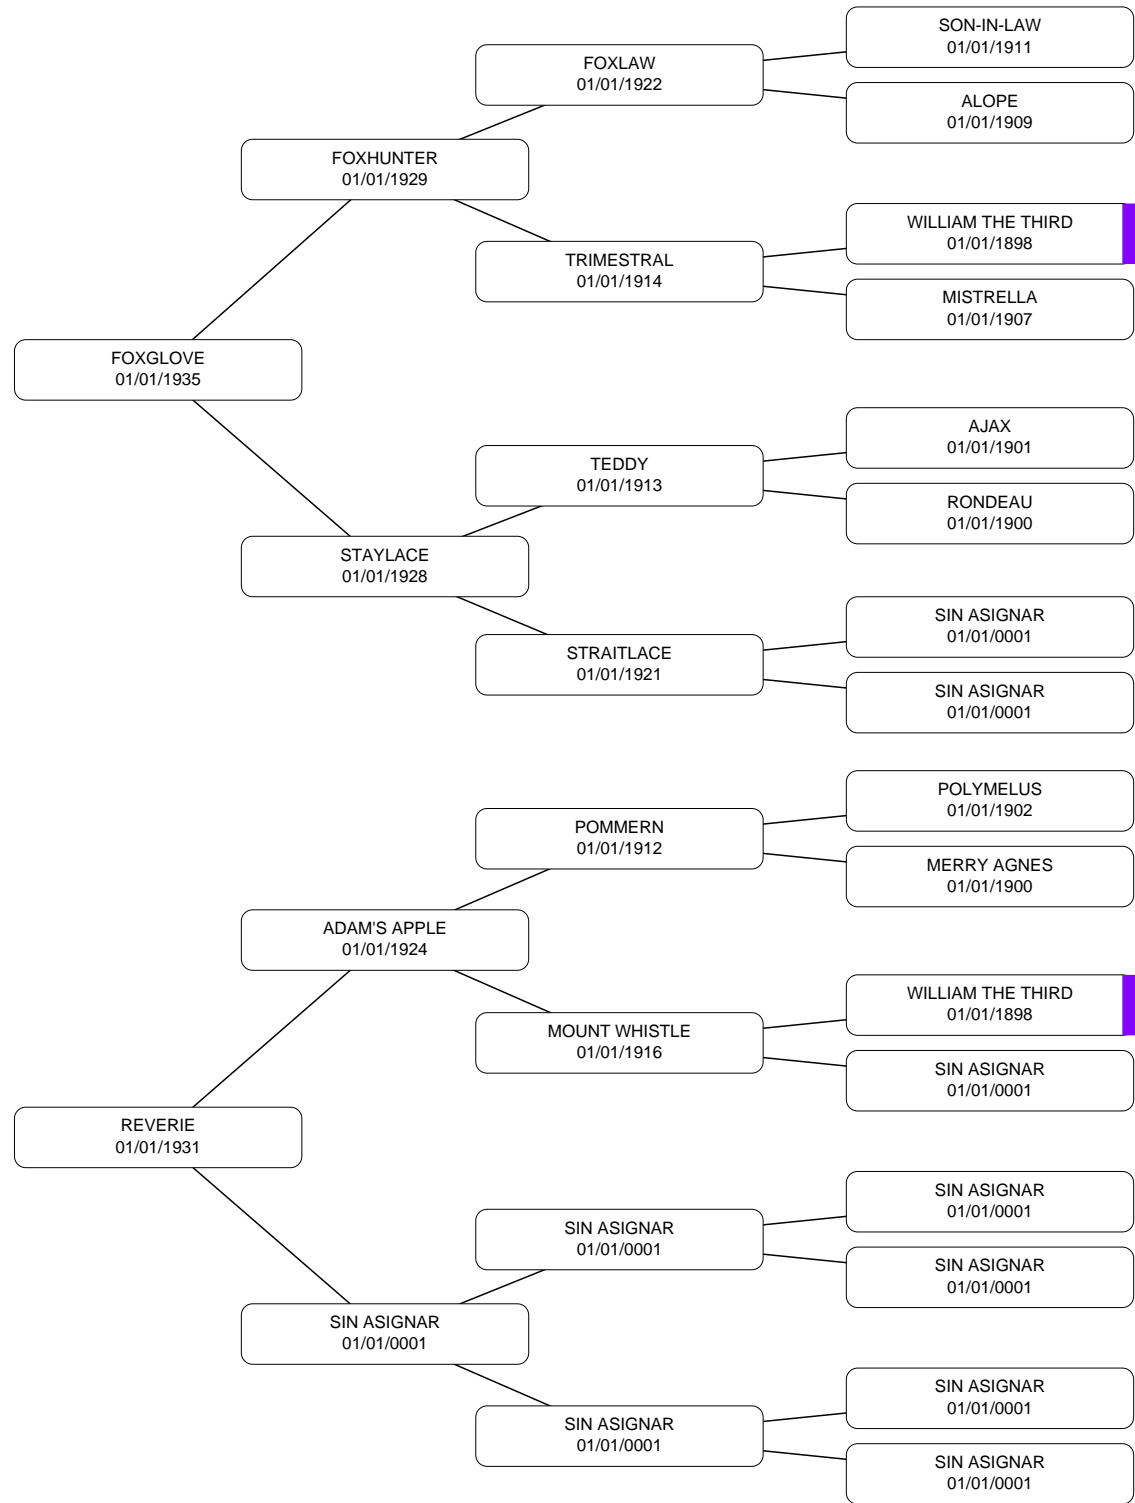 SON-IN-LAW
01/01/1911
FOXLAW
01/01/1922
ALOPE
01/01/1909
FOXHUNTER
01/01/1929
WILLIAM THE THIRD
01/01/1898
TRIMESTRAL
01/01/1914
MISTRELLA
01/01/1907
FOXGLOVE
01/01/1935
AJAX
01/01/1901
TEDDY
01/01/1913
RONDEAU
01/01/1900
STAYLACE
01/01/1928
SIN ASIGNAR
01/01/0001
STRAITLACE
01/01/1921
SIN ASIGNAR
01/01/0001
POLYMELUS
01/01/1902
POMMERN
01/01/1912
MERRY AGNES
01/01/1900
ADAM'S APPLE
01/01/1924
WILLIAM THE THIRD
01/01/1898
MOUNT WHISTLE
01/01/1916
SIN ASIGNAR
01/01/0001
REVERIE
01/01/1931
SIN ASIGNAR
01/01/0001
SIN ASIGNAR
01/01/0001
SIN ASIGNAR
01/01/0001
SIN ASIGNAR
01/01/0001
SIN ASIGNAR
01/01/0001
SIN ASIGNAR
01/01/0001
SIN ASIGNAR
01/01/0001